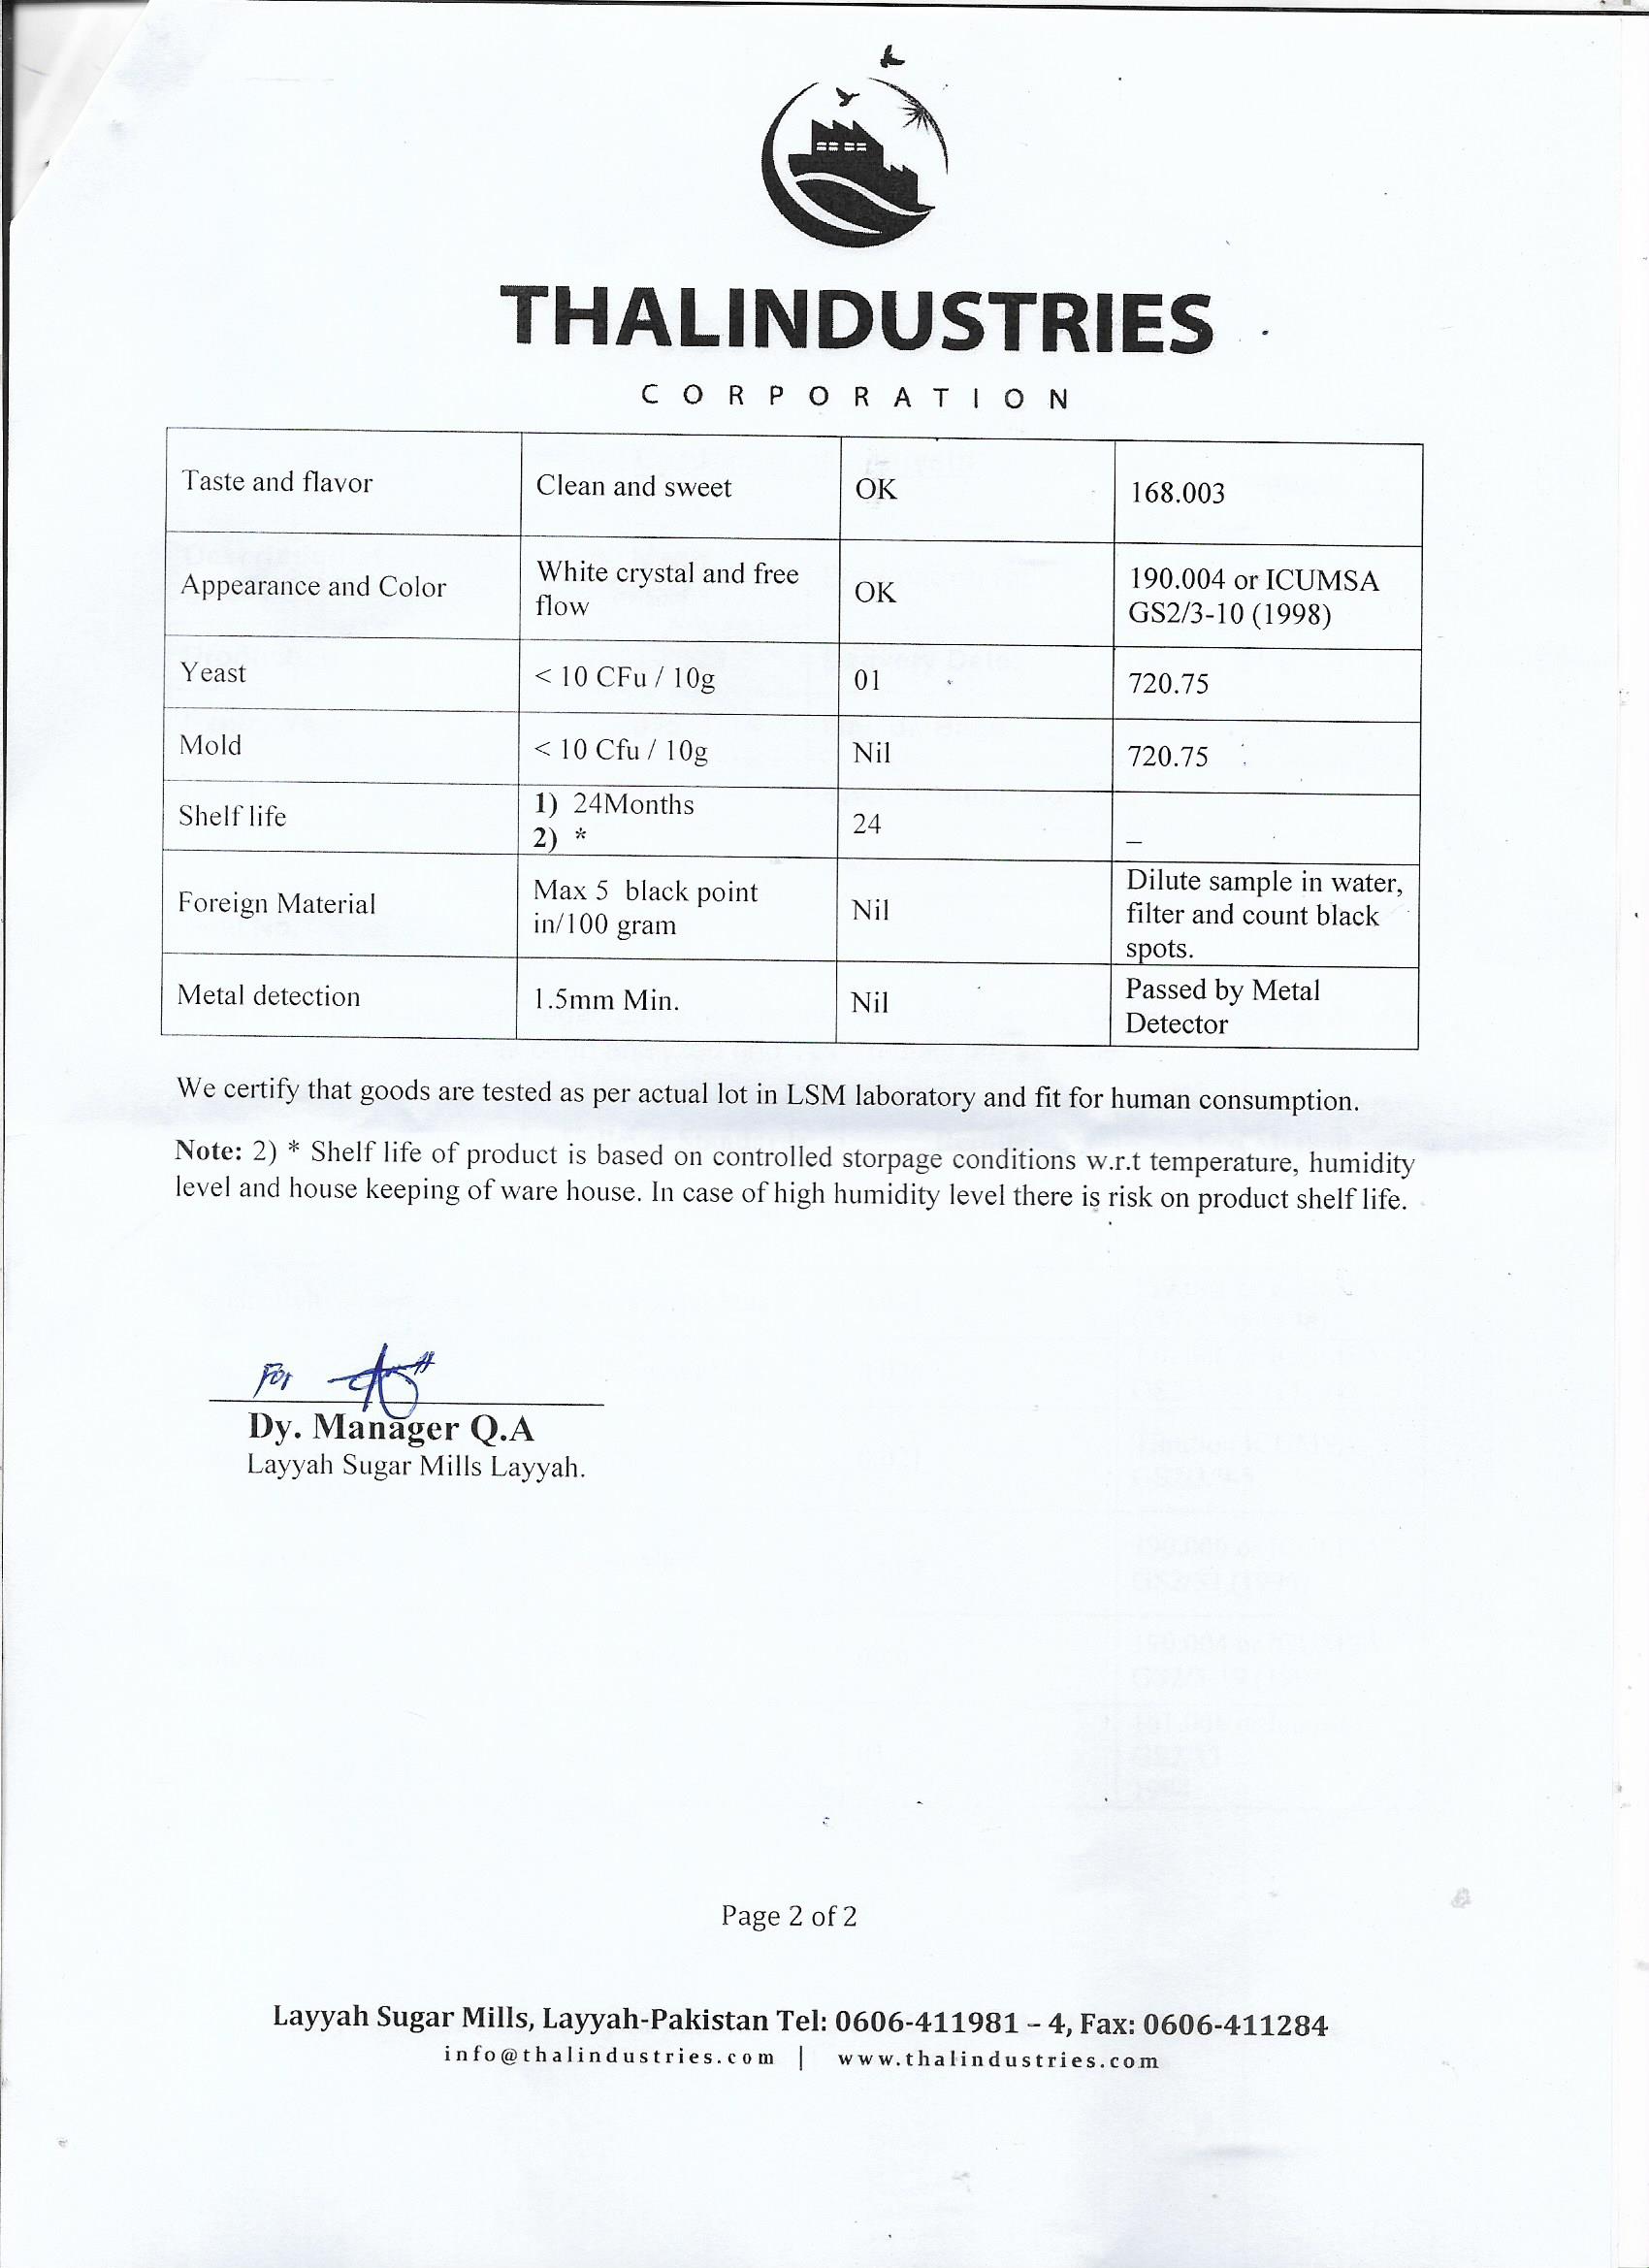 THALINDUSTRIES
CORPORATION
Taste and flavor Clean and sweet OK 168.003
Appearance and Color White crystal and free flow OK 190.004 or ICUMSA GS2/3-10 (1998)
Yeast < 10 CFu / 10g 01 720.75
Mold < 10 Cfu / 10g Nil 720.75
Shelf life 1) 24Months 2) * 24 –
Foreign Material Max 5 black point in/100 gram Nil Dilute sample in water, filter and count black spots.
Metal detection 1.5mm Min. Nil Passed by Metal Detector
We certify that goods are tested as per actual lot in LSM laboratory and fit for human consumption.
Note: 2) * Shelf life of product is based on controlled storpage conditions w.r.t temperature, humidity
level and house keeping of ware house. In case of high humidity level there is risk on product shelf life.
For
Dy. Manager Q.A
Layyah Sugar Mills Layyah.
Page 2 of 2
Layyah Sugar Mills, Layyah-Pakistan Tel: 0606-411981 – 4, Fax: 0606-411284
info@thalindustries.com | www.thalindustries.com